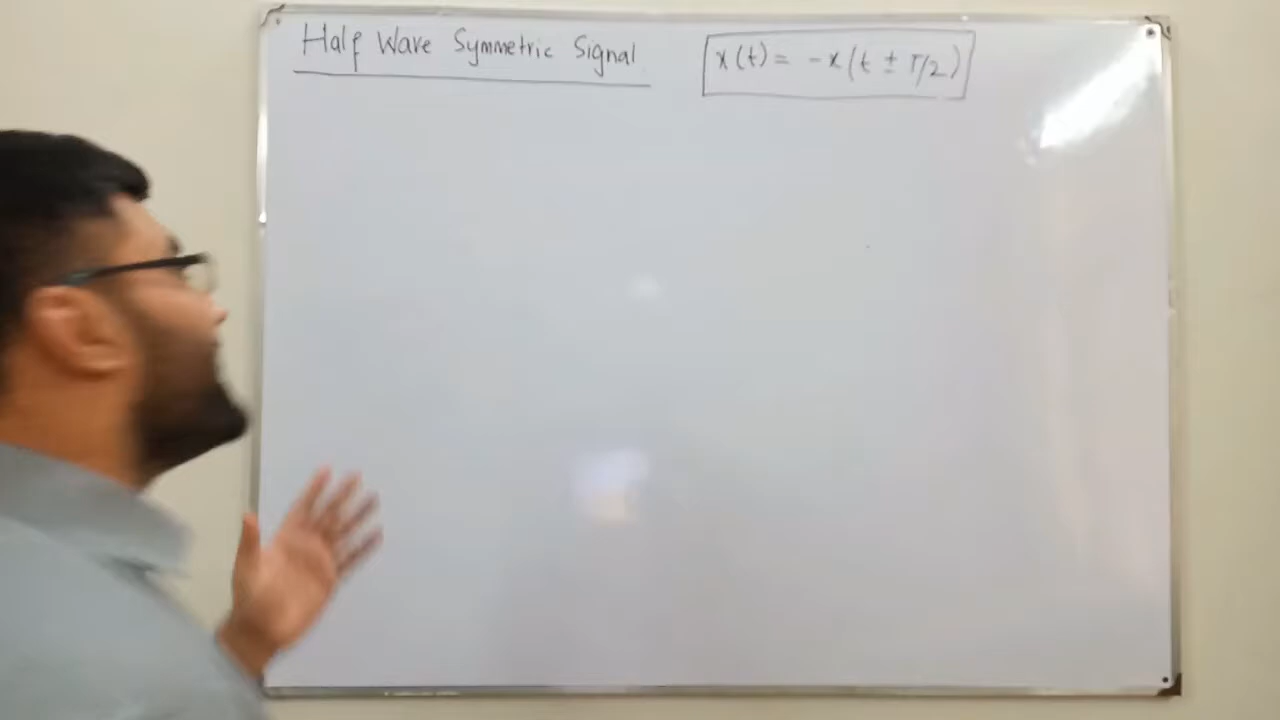 Half Wave Symmetric Signal
x(t) = -x(t ± T/2)